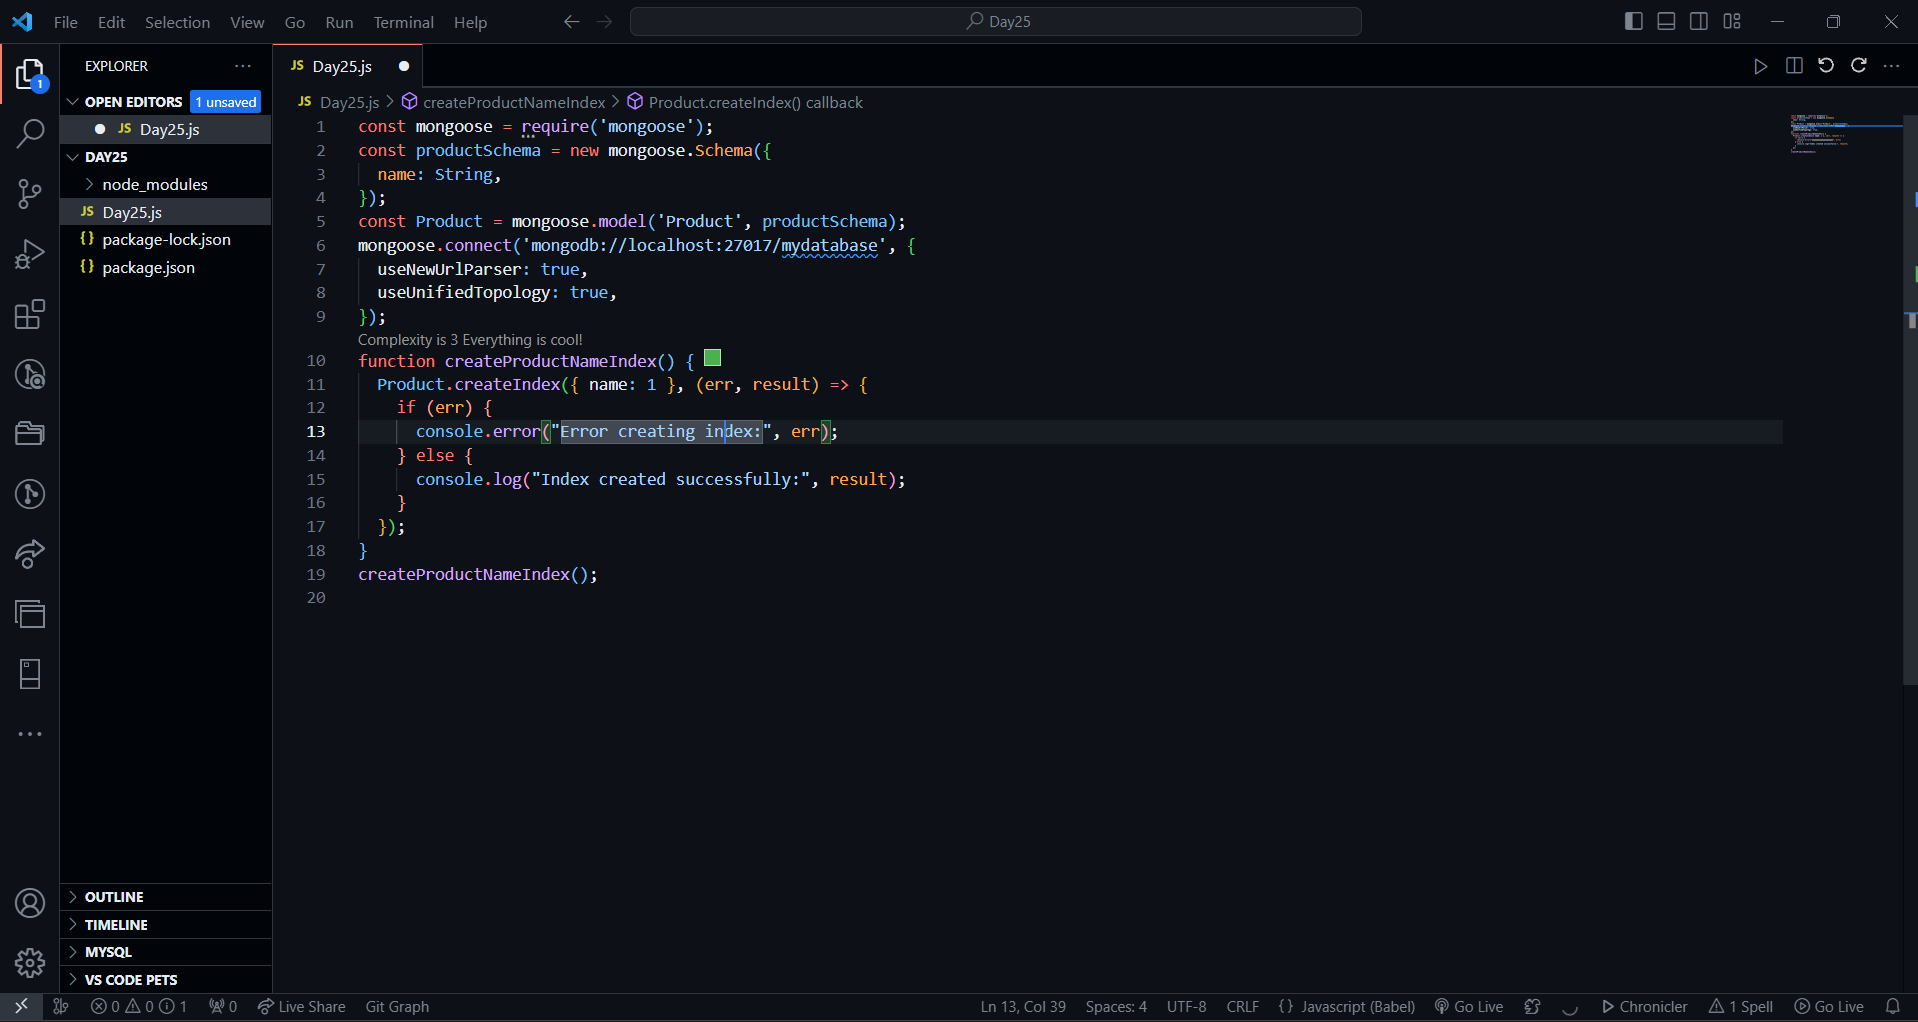 File Edit Selection View Go Run Terminal Help
Day25
EXPLORER
OPEN EDITORS 1 unsaved
JS Day25.js
DAY25
node_modules
JS Day25.js
{} package-lock.json
{} package.json
OUTLINE
TIMELINE
MYSQL
VS CODE PETS
1
JS Day25.js
JS Day25.js > createProductNameIndex > Product.createIndex() callback
1 const mongoose = require('mongoose');
2 const productSchema = new mongoose.Schema({
3   name: String,
4 });
5 const Product = mongoose.model('Product', productSchema);
6 mongoose.connect('mongodb://localhost:27017/mydatabase', {
7   useNewUrlParser: true,
8   useUnifiedTopology: true,
9 });
Complexity is 3 Everything is cool!
10 function createProductNameIndex() {
11   Product.createIndex({ name: 1 }, (err, result) => {
12     if (err) {
13       console.error("Error creating index:", err);
14     } else {
15       console.log("Index created successfully:", result);
16     }
17   });
18 }
19 createProductNameIndex();
20
0 0 1 0 Live Share Git Graph Ln 13, Col 39 Spaces: 4 UTF-8 CRLF {} Javascript (Babel) Go Live Chronicler 1 Spell Go Live